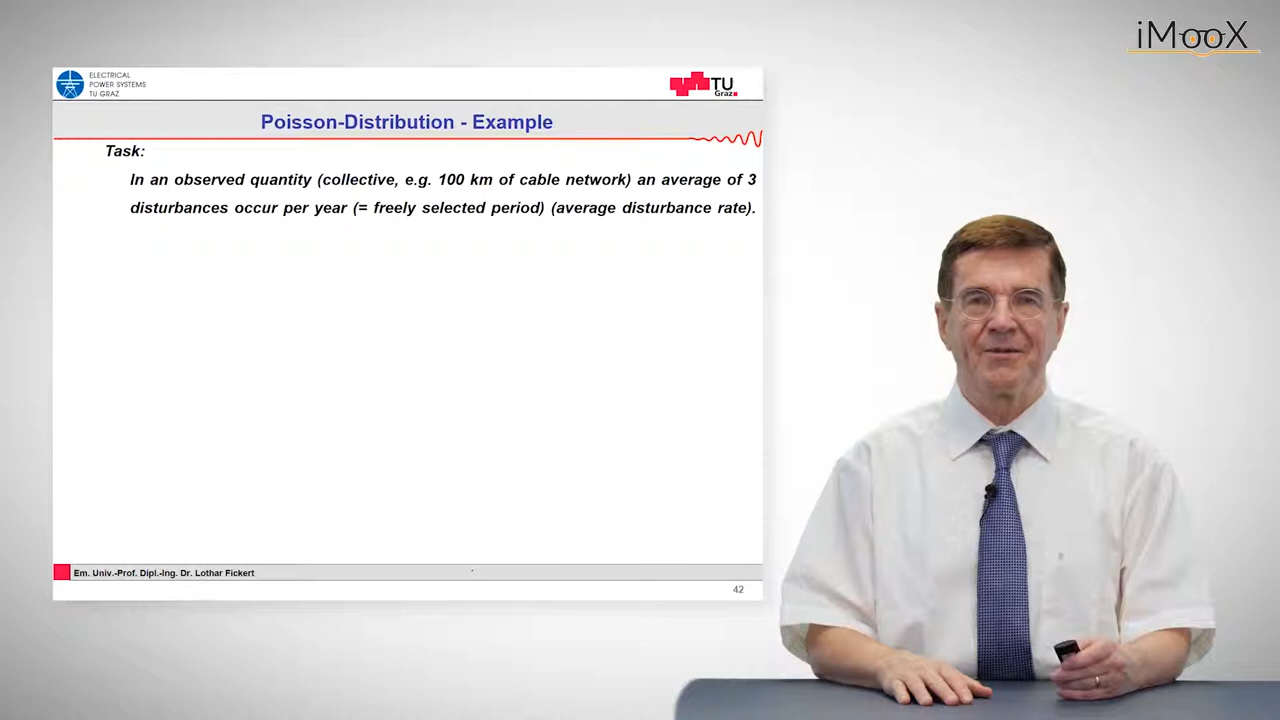 iMooX
ELECTRICAL
POWER SYSTEMS
TU GRAZ
TU
Graz
Poisson-Distribution - Example
Task:
In an observed quantity (collective, e.g. 100 km of cable network) an average of 3
disturbances occur per year (= freely selected period) (average disturbance rate).
Em. Univ.-Prof. Dipl.-Ing. Dr. Lothar Fickert
42